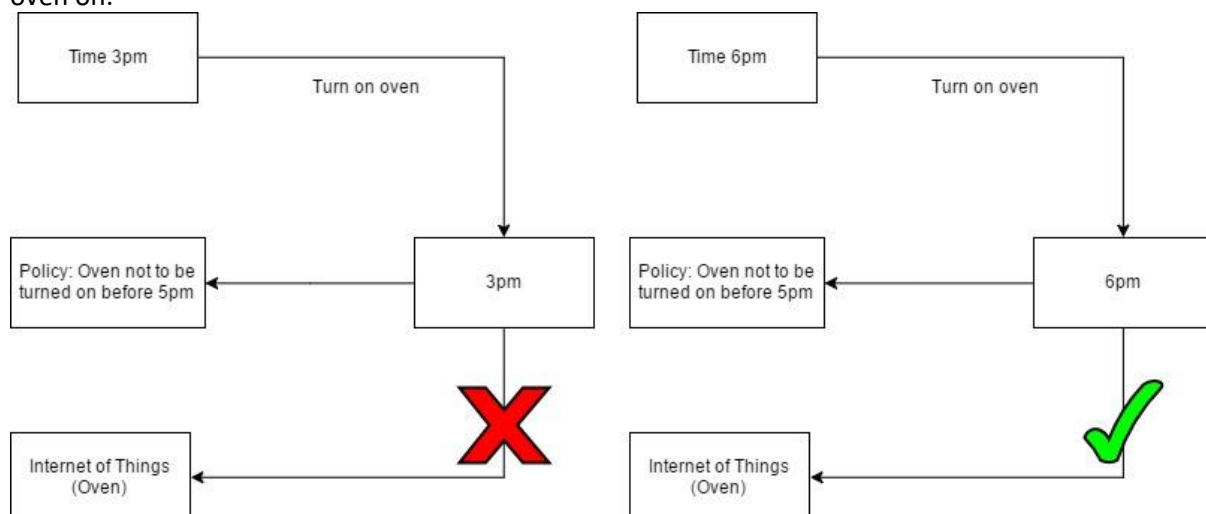 oven on.
Time 3pm
Turn on oven
Policy: Oven not to be
turned on before 5pm
3pm
Internet of Things
(Oven)
Time 6pm
Turn on oven
Policy: Oven not to be
turned on before 5pm
6pm
Internet of Things
(Oven)